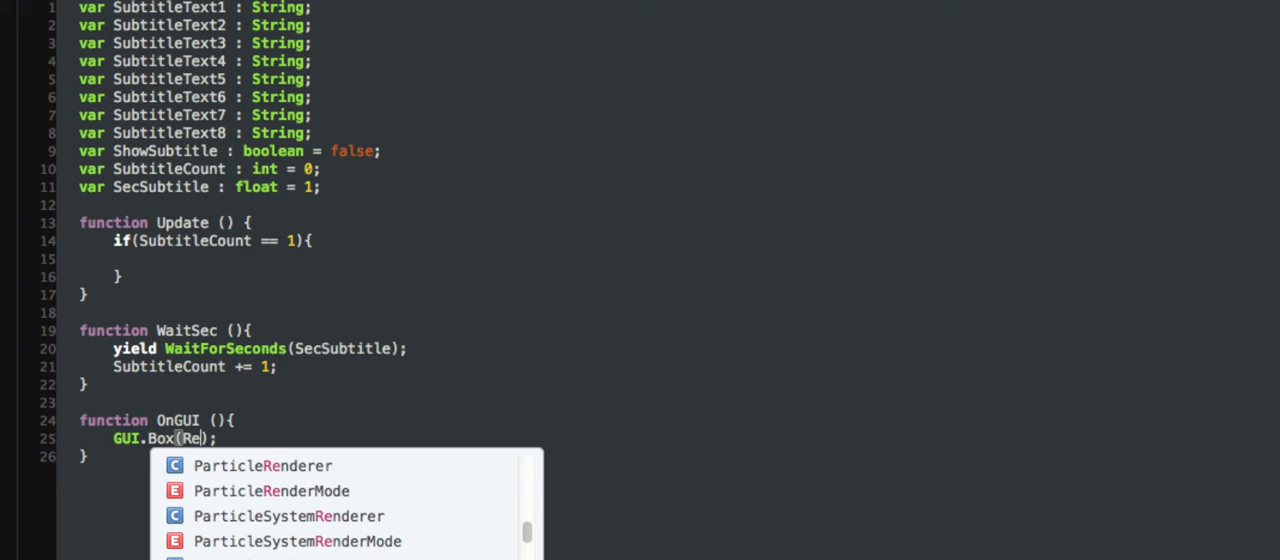 1 var SubtitleText1 : String;
2 var SubtitleText2 : String;
3 var SubtitleText3 : String;
4 var SubtitleText4 : String;
5 var SubtitleText5 : String;
6 var SubtitleText6 : String;
7 var SubtitleText7 : String;
8 var SubtitleText8 : String;
9 var ShowSubtitle : boolean = false;
10 var SubtitleCount : int = 0;
11 var SecSubtitle : float = 1;
12
13 function Update () {
14 if(SubtitleCount == 1){
15
16 }
17 }
18
19 function WaitSec (){
20 yield WaitForSeconds(SecSubtitle);
21 SubtitleCount += 1;
22 }
23
24 function OnGUI (){
25 GUI.Box(Re);
26 }
C ParticleRenderer
E ParticleRenderMode
C ParticleSystemRenderer
E ParticleSystemRenderMode